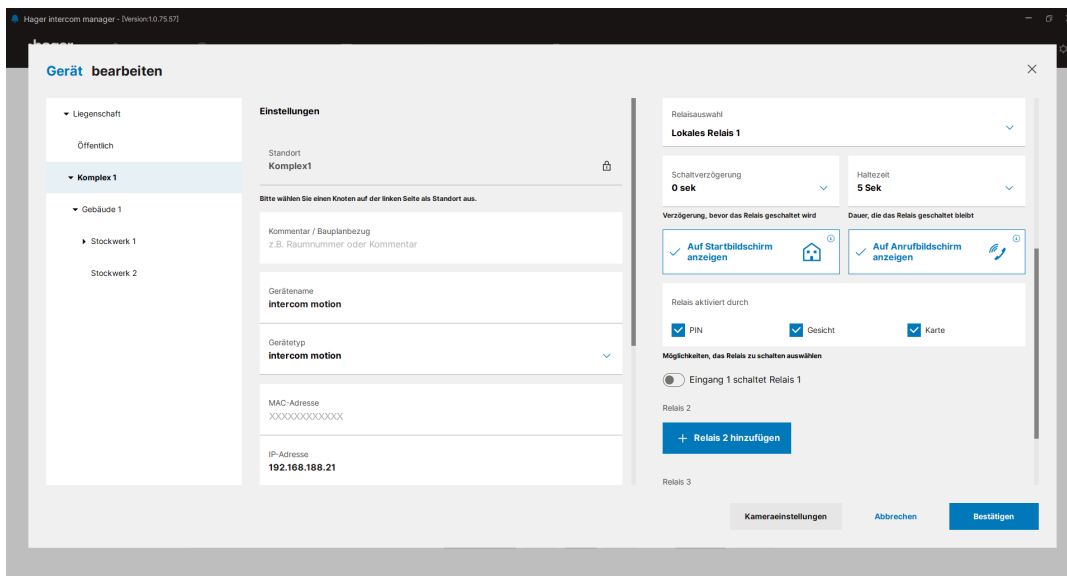 Hager intercom manager - [Version:1.0.75.57]
Gerät bearbeiten
Liegenschaft
Öffentlich
Komplex 1
Gebäude 1
Stockwerk 1
Stockwerk 2
Einstellungen
Standort
Komplex1
Bitte wählen Sie einen Knoten auf der linken Seite als Standort aus.
Kommentar / Bauplanbezug
z.B. Raumnummer oder Kommentar
Gerätename
intercom motion
Gerätetyp
intercom motion
MAC-Adresse
XXXXXXXXXXXX
IP-Adresse
192.168.188.21
Relaisauswahl
Lokales Relais 1
Schaltverzögerung
0 sek
Haltezeit
5 Sek
Verzögerung, bevor das Relais geschaltet wird
Dauer, die das Relais geschaltet bleibt
Auf Startbildschirm
anzeigen
Auf Anrufbildschirm
anzeigen
Relais aktiviert durch
PIN
Gesicht
Karte
Möglichkeiten, das Relais zu schalten auswählen
Eingang 1 schaltet Relais 1
Relais 2
+ Relais 2 hinzufügen
Relais 3
Kameraeinstellungen
Abbrechen
Bestätigen